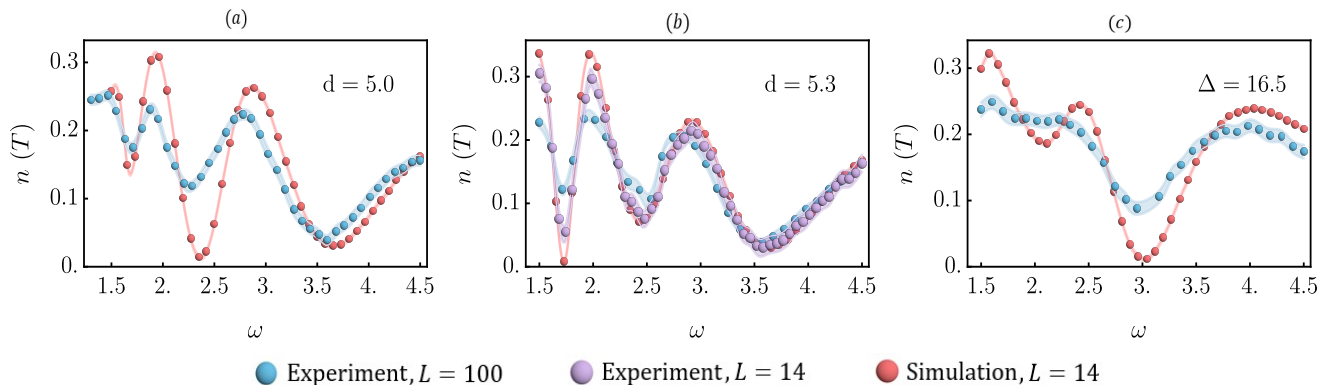 (a)
(b)
(c)
n (T)
0.3
0.2
0.1
0.
d = 5.0
1.5 2. 2.5 3. 3.5 4. 4.5
ω
n (T)
0.3
0.2
0.1
0.
d = 5.3
1.5 2. 2.5 3. 3.5 4. 4.5
ω
n (T)
0.3
0.2
0.1
0.
Δ = 16.5
1.5 2. 2.5 3. 3.5 4. 4.5
ω
Experiment, L = 100 Experiment, L = 14 Simulation, L = 14